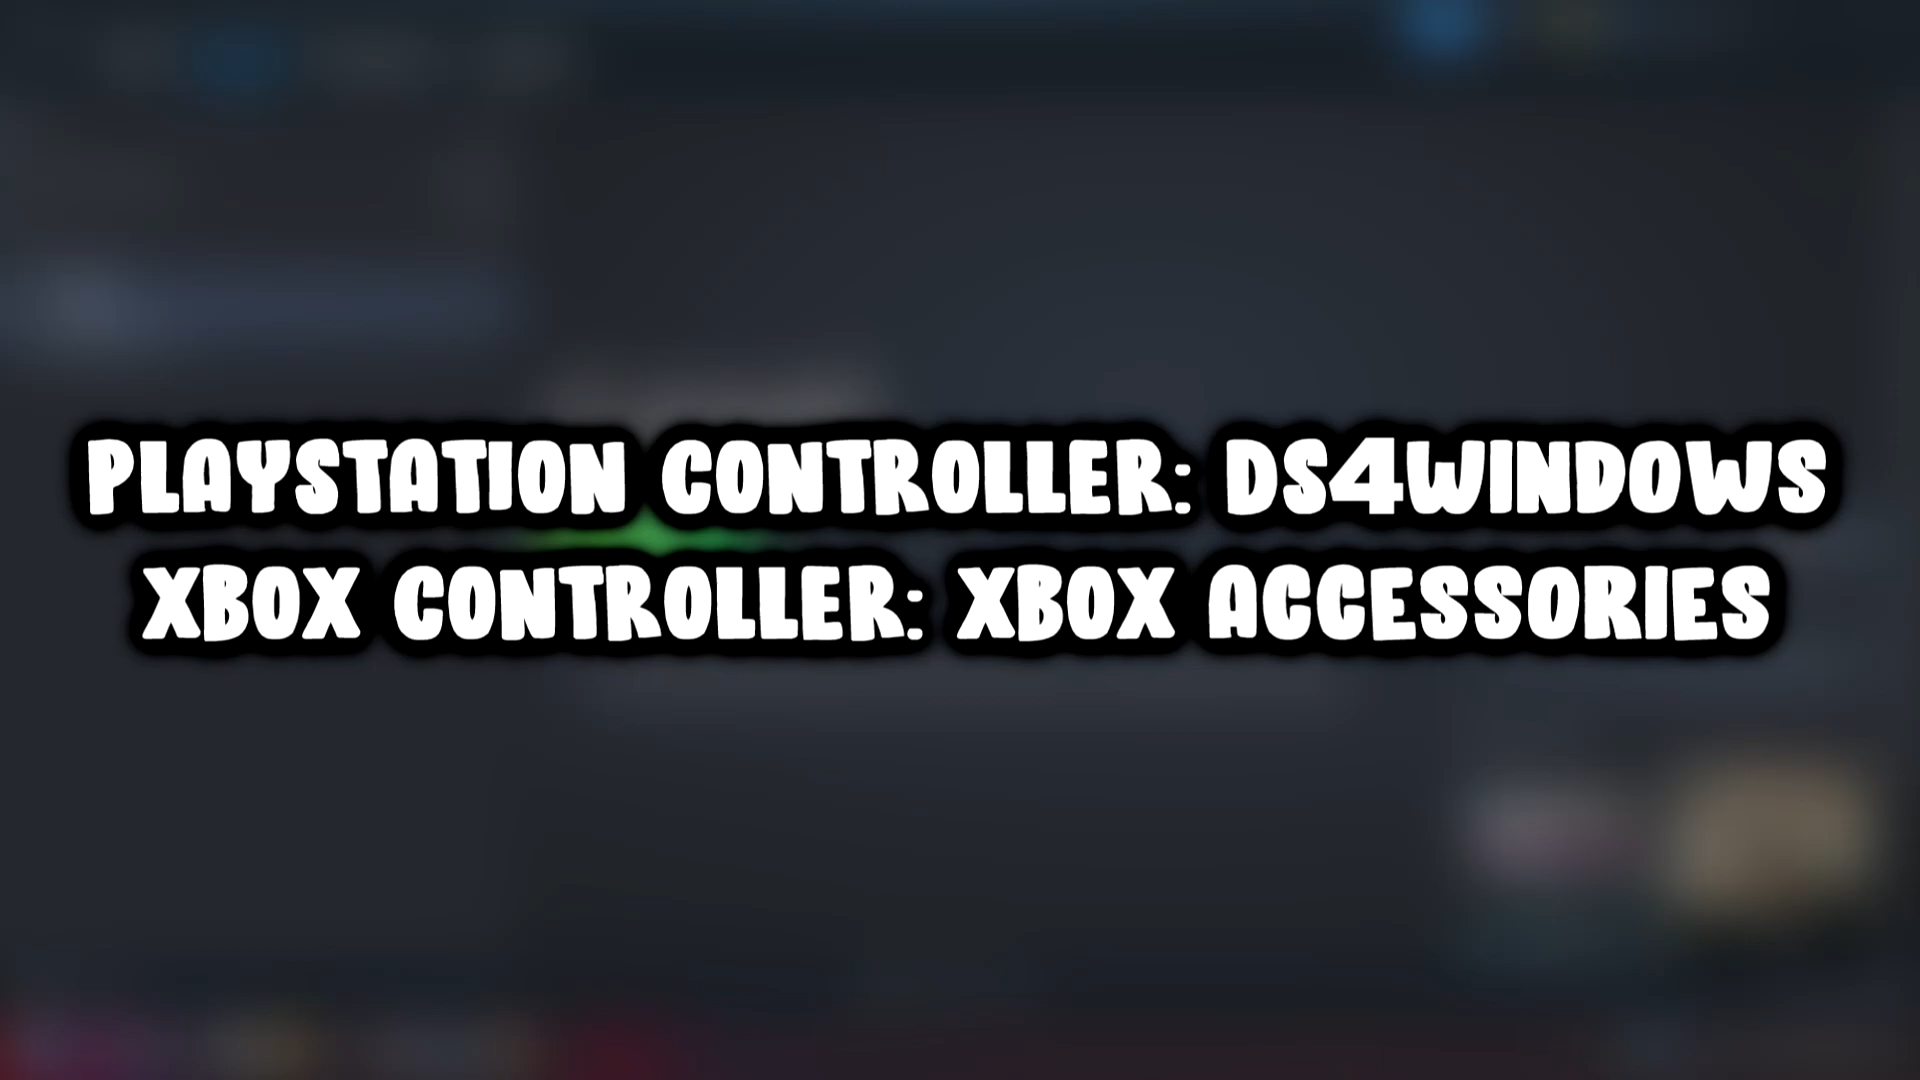 PLAYSTATION CONTROLLER: DS4WINDOWS
XBOX CONTROLLER: XBOX ACCESSORIES